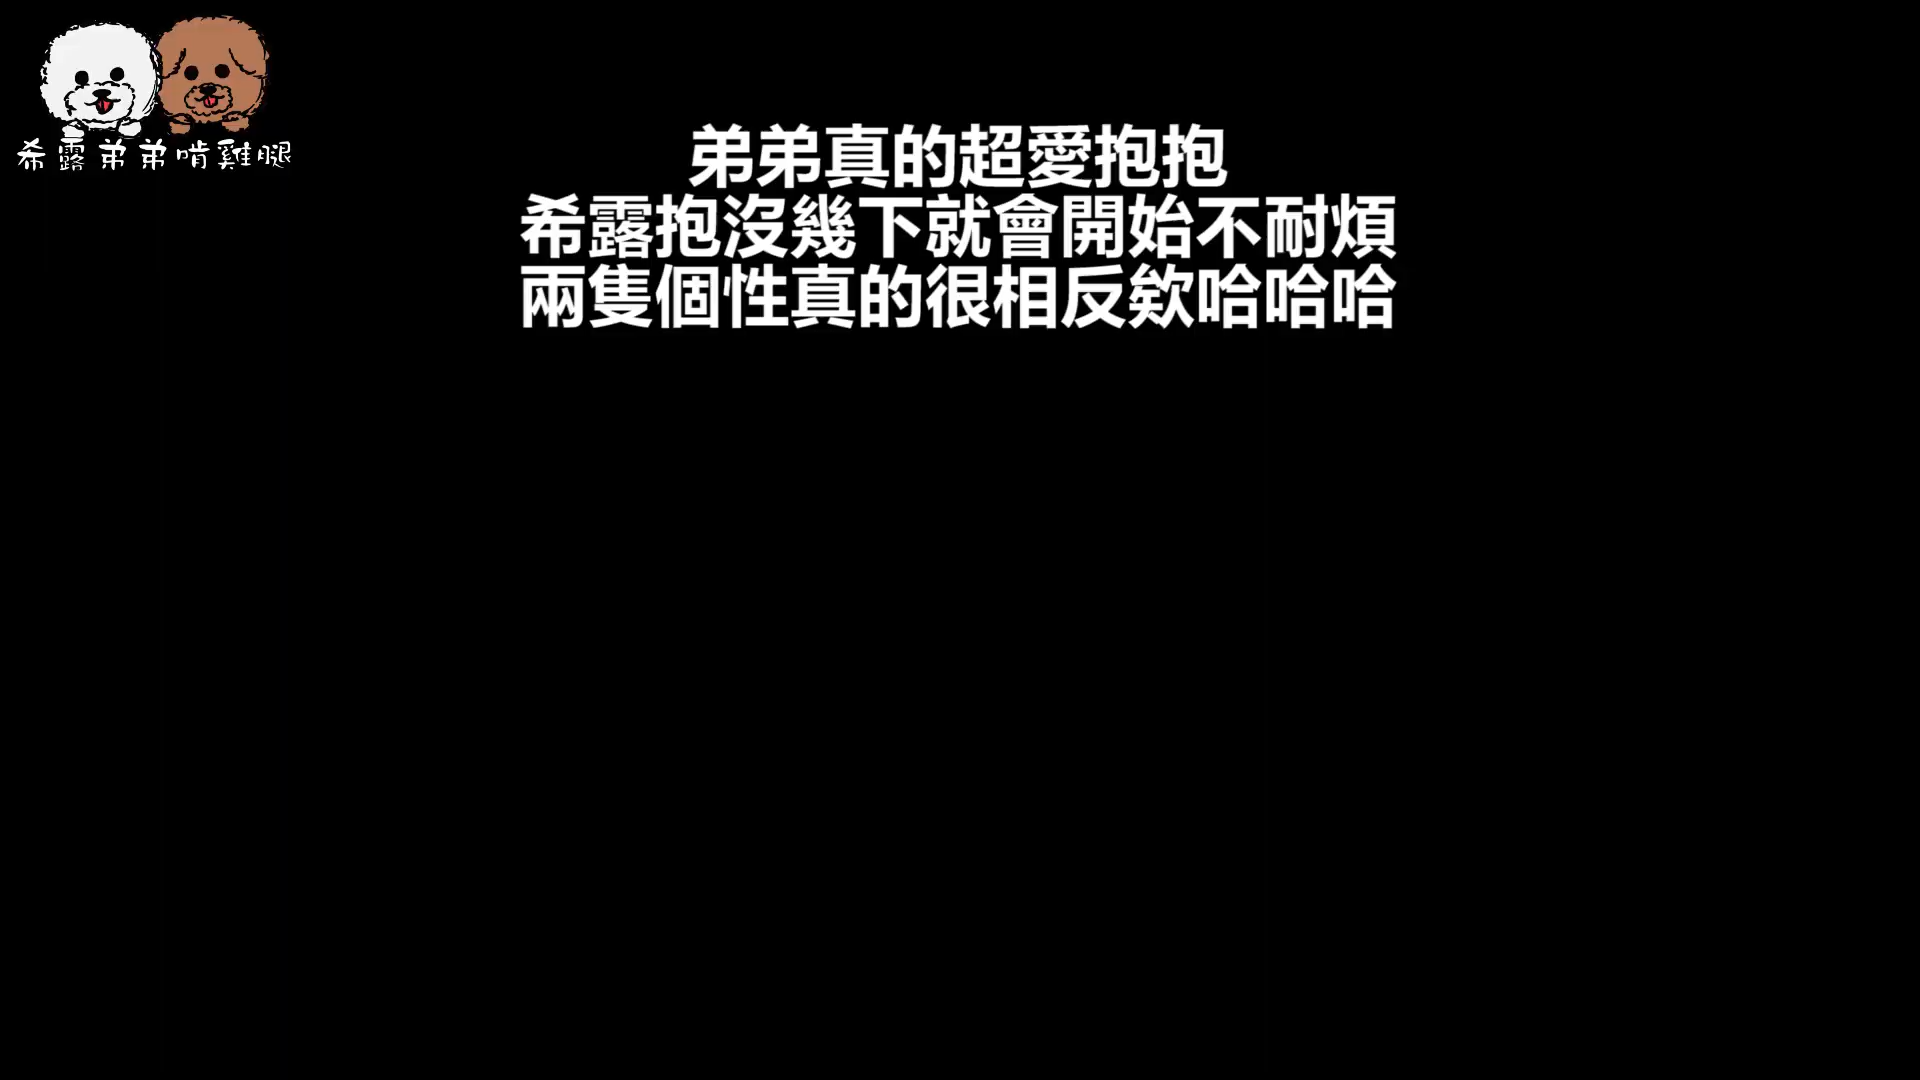 希露弟弟啃雞腿
弟弟真的超愛抱抱
希露抱沒幾下就會開始不耐煩
兩隻個性真的很相反欸哈哈哈